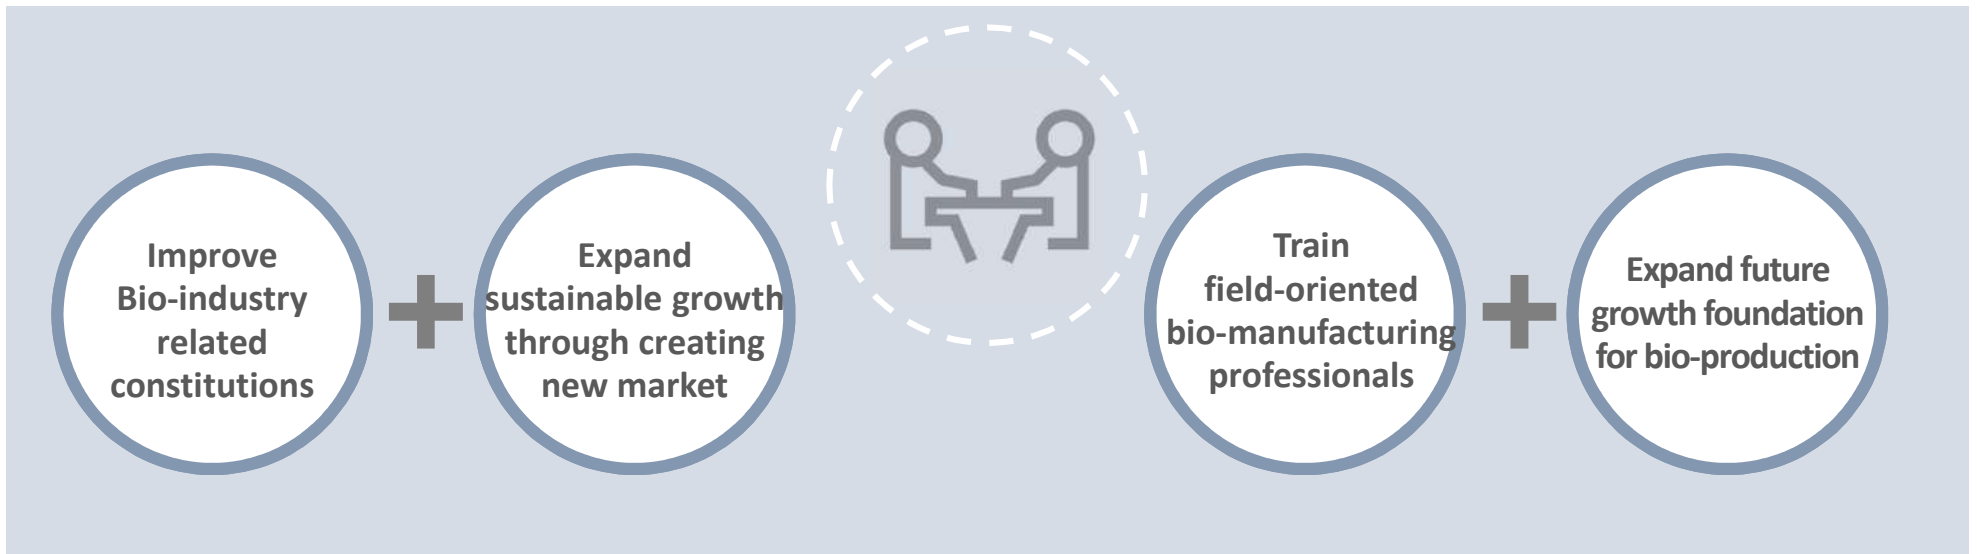 Improve
Bio-industry
related
constitutions
Expand
sustainable growth
through creating
new market
Train
field-oriented
bio-manufacturing
professionals
Expand future
growth foundation
for bio-production